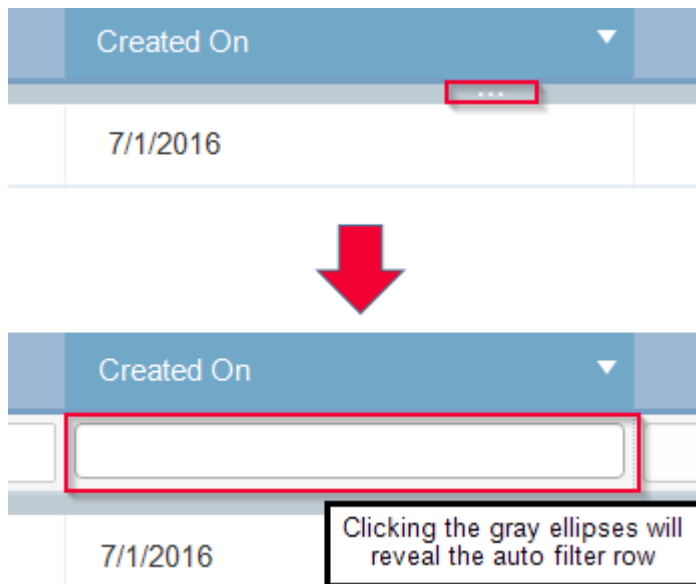 Created On
...
7/1/2016
Created On
7/1/2016
Clicking the gray ellipses will
reveal the auto filter row